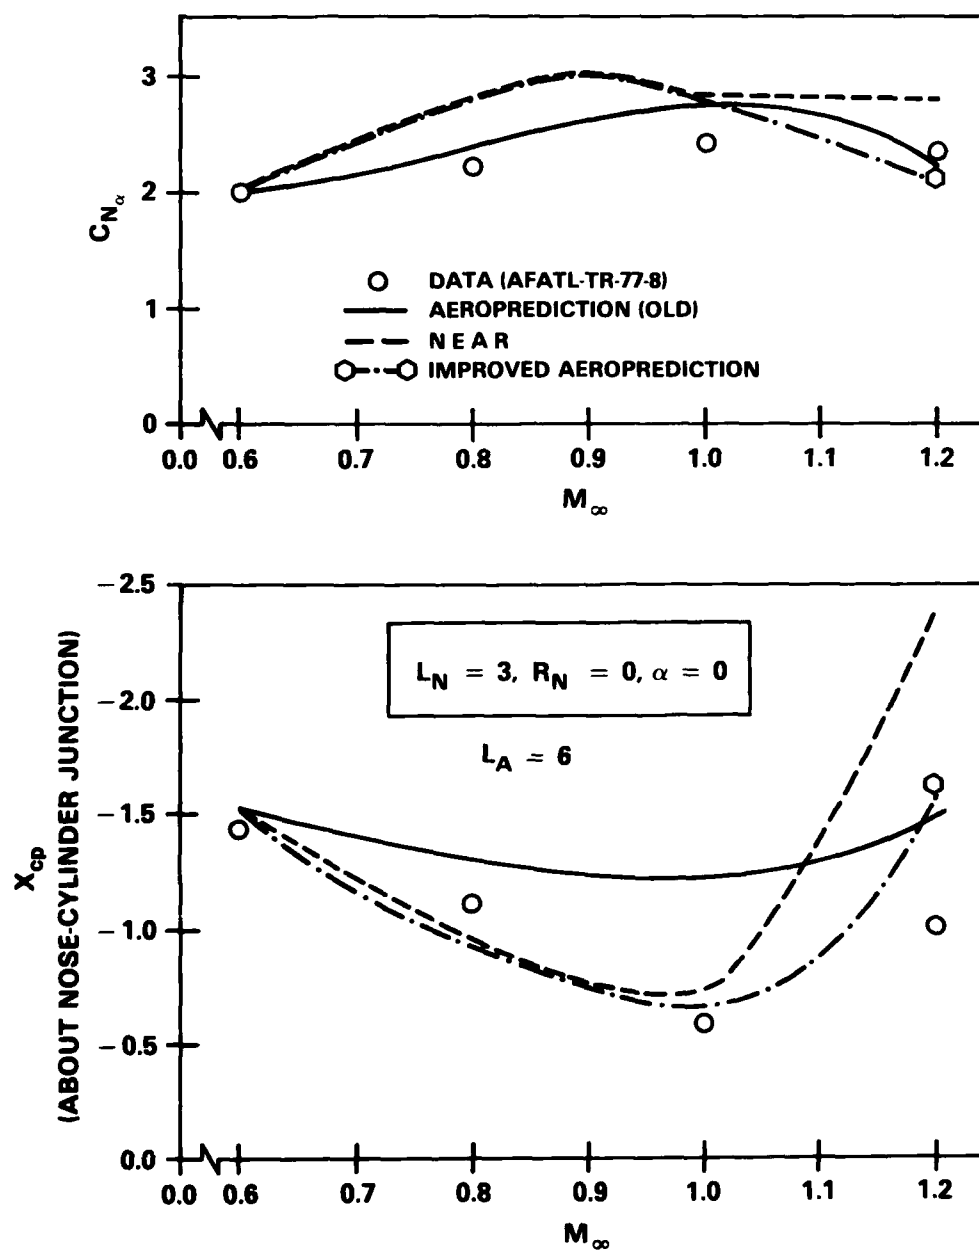 3
2
1
0
C_Nα
DATA (AFATL-TR-77-8)
AEROPREDICTION (OLD)
NEAR
IMPROVED AEROPREDICTION
0.0 0.6 0.7 0.8 0.9 1.0 1.1 1.2
M∞
−2.5
−2.0
−1.5
−1.0
−0.5
0.0
X_cp
(ABOUT NOSE-CYLINDER JUNCTION)
L_N = 3, R_N = 0, α = 0
L_A = 6
0.0 0.6 0.7 0.8 0.9 1.0 1.1 1.2
M∞